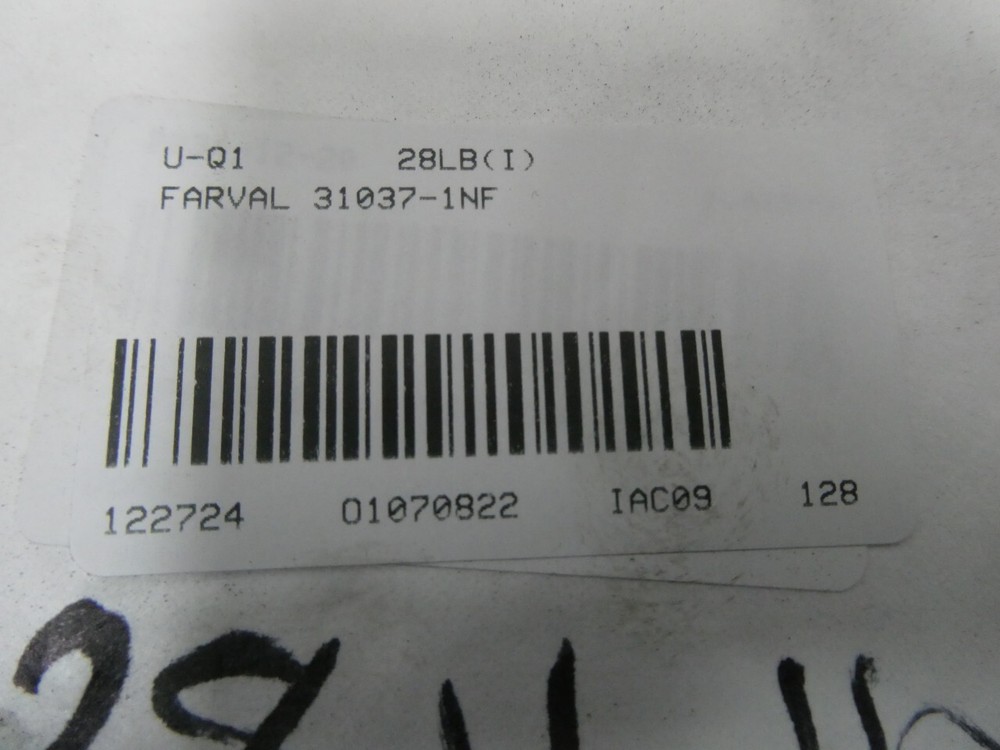 U-Q1 28LB(I)
FARVAL 31037-1NF
122724 01070822 IAC09 128